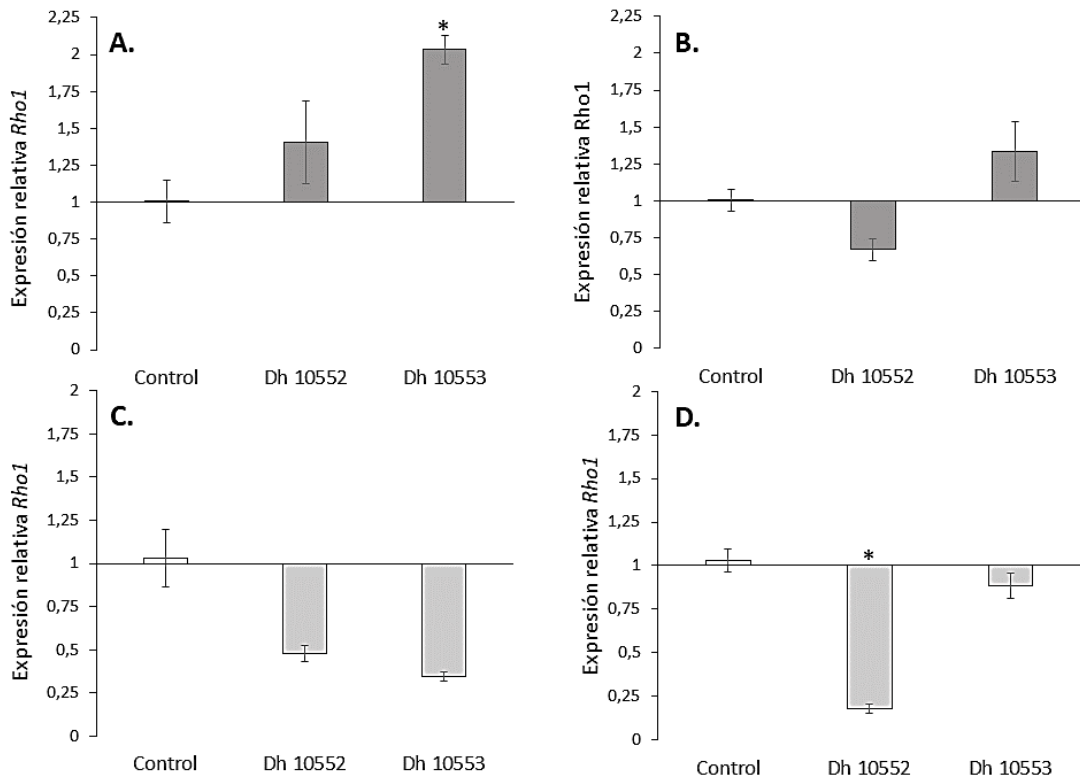 A.
Expresión relativa Rho1
2,25
2
1,75
1,5
1,25
1
0,75
0,5
0,25
0
*
Control
Dh 10552
Dh 10553
B.
Expresión relativa Rho1
2,25
2
1,75
1,5
1,25
1
0,75
0,5
0,25
0
Control
Dh 10552
Dh 10553
C.
Expresión relativa Rho1
2
1,75
1,5
1,25
1
0,75
0,5
0,25
0
Control
Dh 10552
Dh 10553
D.
Expresión relativa Rho1
2
1,75
1,5
1,25
1
0,75
0,5
0,25
0
*
Control
Dh 10552
Dh 10553